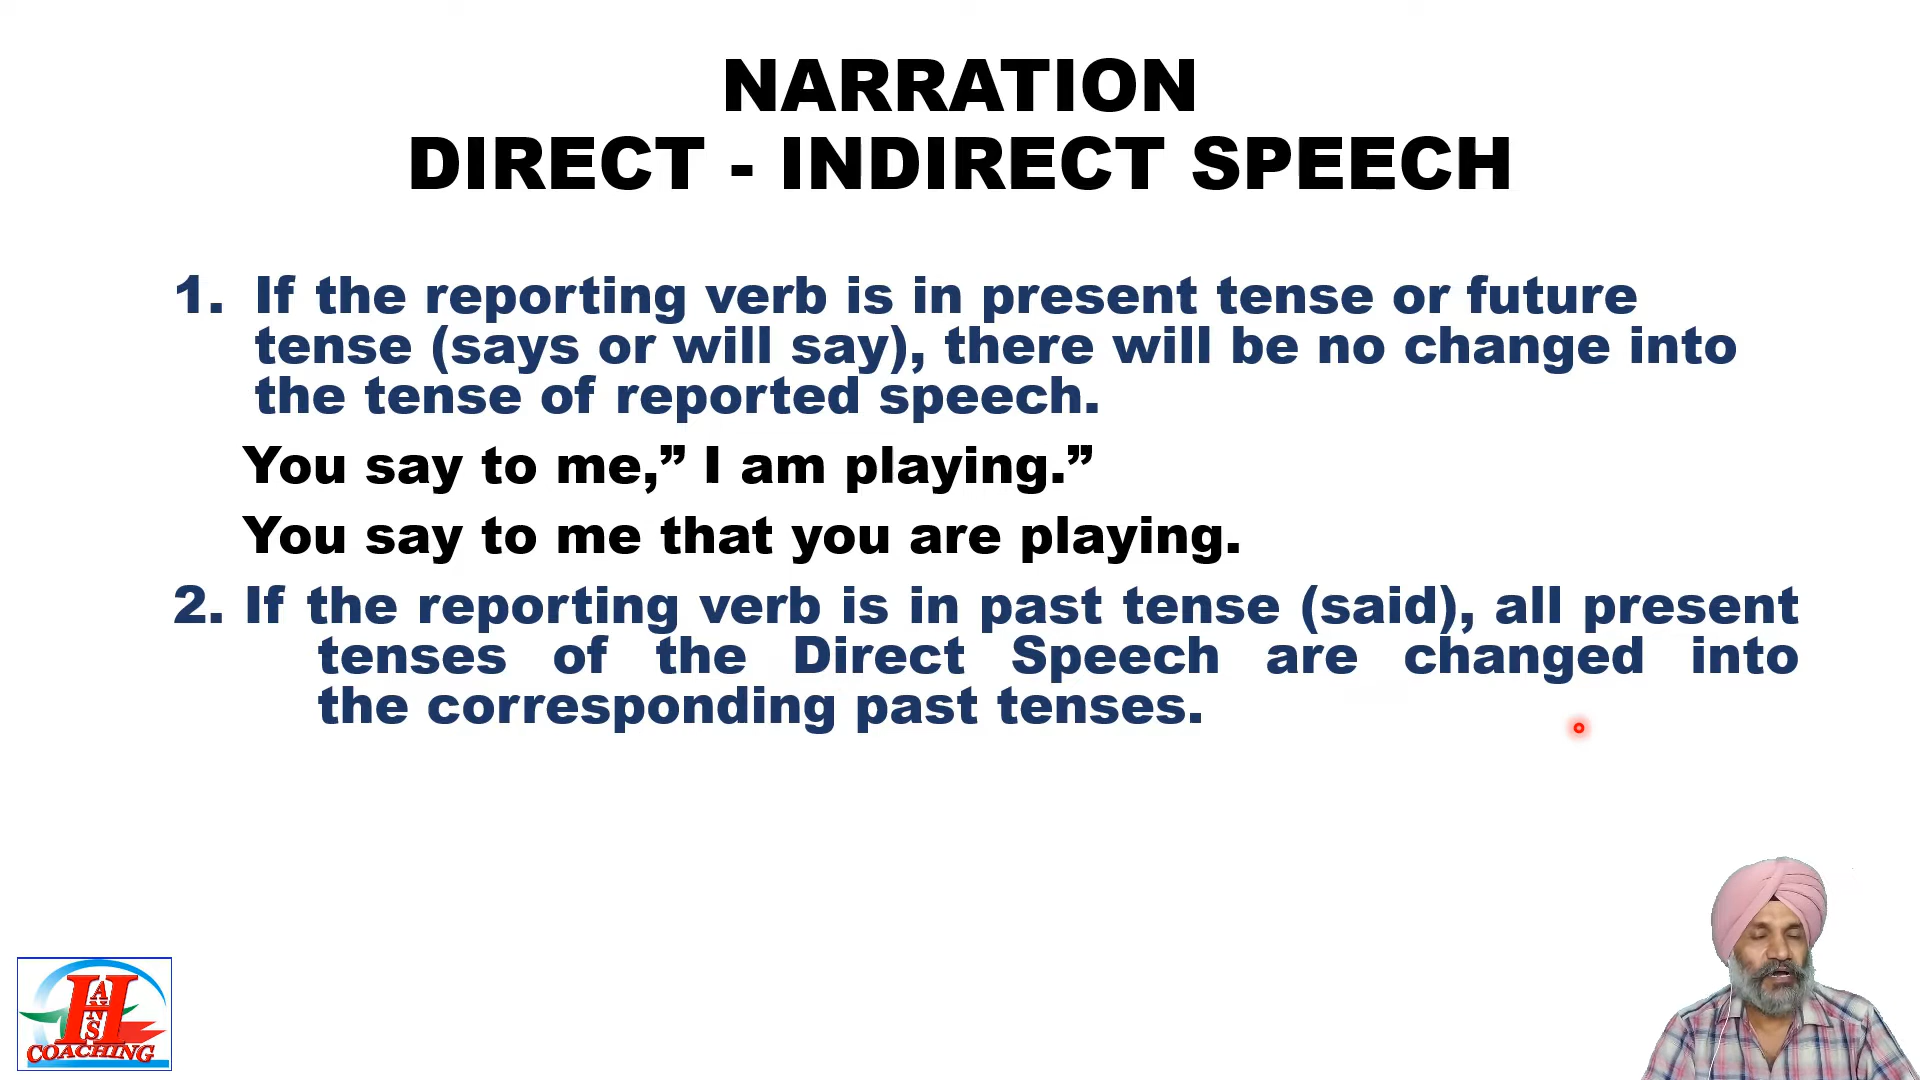 NARRATION
DIRECT - INDIRECT SPEECH
1. If the reporting verb is in present tense or future
tense (says or will say), there will be no change into
the tense of reported speech.
You say to me,” I am playing.”
You say to me that you are playing.
2. If the reporting verb is in past tense (said), all present
tenses of the Direct Speech are changed into
the corresponding past tenses.
H
COACHING